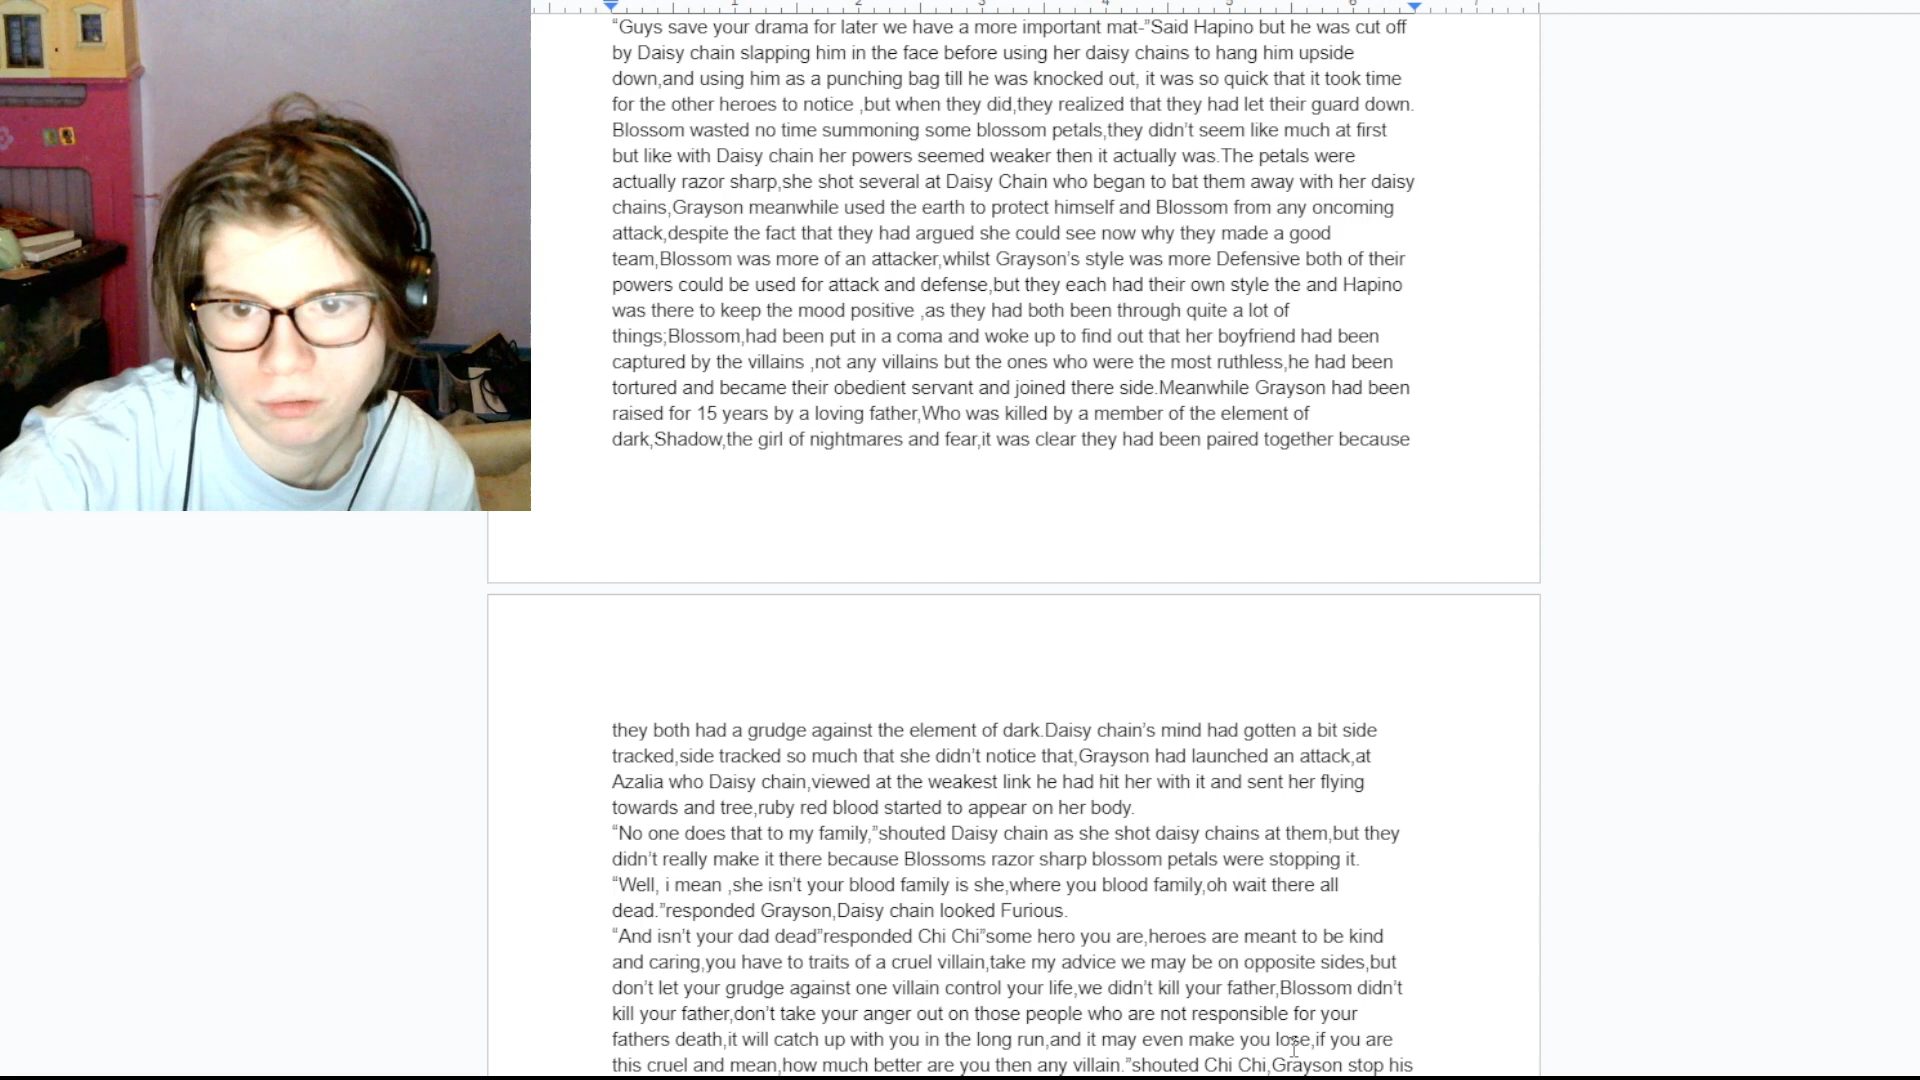 “Guys save your drama for later we have a more important mat-”Said Hapino but he was cut off
by Daisy chain slapping him in the face before using her daisy chains to hang him upside
down,and using him as a punching bag till he was knocked out, it was so quick that it took time
for the other heroes to notice ,but when they did,they realized that they had let their guard down.
Blossom wasted no time summoning some blossom petals,they didn’t seem like much at first
but like with Daisy chain her powers seemed weaker then it actually was.The petals were
actually razor sharp,she shot several at Daisy Chain who began to bat them away with her daisy
chains,Grayson meanwhile used the earth to protect himself and Blossom from any oncoming
attack,despite the fact that they had argued she could see now why they made a good
team,Blossom was more of an attacker,whilst Grayson’s style was more Defensive both of their
powers could be used for attack and defense,but they each had their own style the and Hapino
was there to keep the mood positive ,as they had both been through quite a lot of
things;Blossom,had been put in a coma and woke up to find out that her boyfriend had been
captured by the villains ,not any villains but the ones who were the most ruthless,he had been
tortured and became their obedient servant and joined there side.Meanwhile Grayson had been
raised for 15 years by a loving father,Who was killed by a member of the element of
dark,Shadow,the girl of nightmares and fear,it was clear they had been paired together because
they both had a grudge against the element of dark.Daisy chain’s mind had gotten a bit side
tracked,side tracked so much that she didn’t notice that,Grayson had launched an attack,at
Azalia who Daisy chain,viewed at the weakest link he had hit her with it and sent her flying
towards and tree,ruby red blood started to appear on her body.
“No one does that to my family,”shouted Daisy chain as she shot daisy chains at them,but they
didn’t really make it there because Blossoms razor sharp blossom petals were stopping it.
“Well, i mean ,she isn’t your blood family is she,where you blood family,oh wait there all
dead.”responded Grayson,Daisy chain looked Furious.
“And isn’t your dad dead”responded Chi Chi”some hero you are,heroes are meant to be kind
and caring,you have to traits of a cruel villain,take my advice we may be on opposite sides,but
don’t let your grudge against one villain control your life,we didn’t kill your father,Blossom didn’t
kill your father,don’t take your anger out on those people who are not responsible for your
fathers death,it will catch up with you in the long run,and it may even make you lose,if you are
this cruel and mean,how much better are you then any villain.”shouted Chi Chi,Grayson stop his